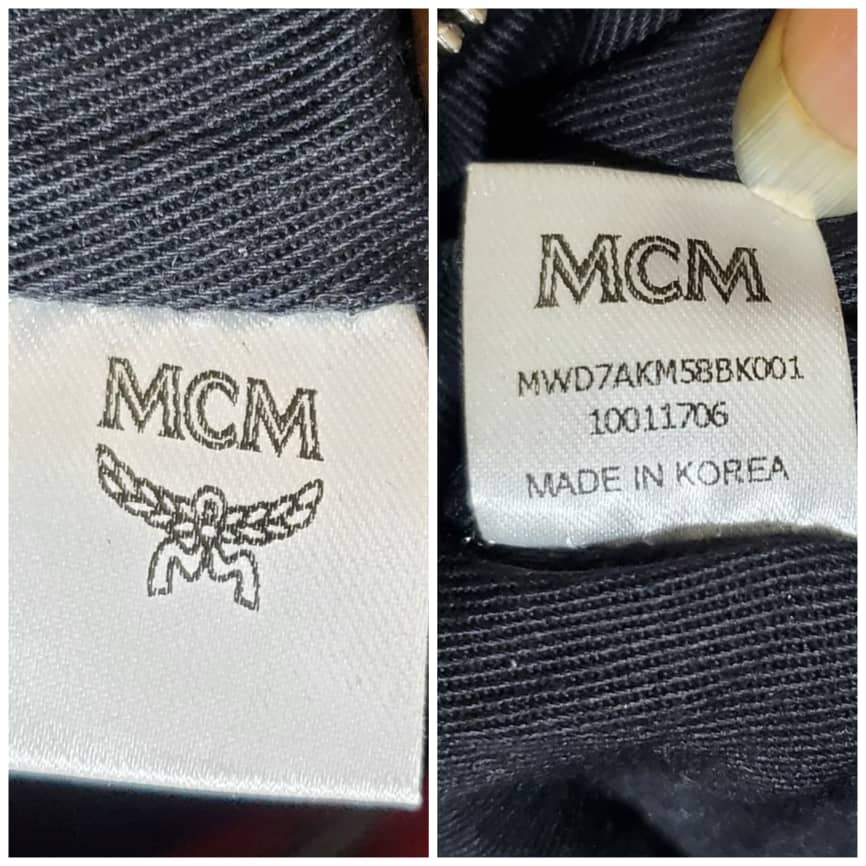 MCM
MCM
MWD7AKM58BK001
10011706
MADE IN KOREA